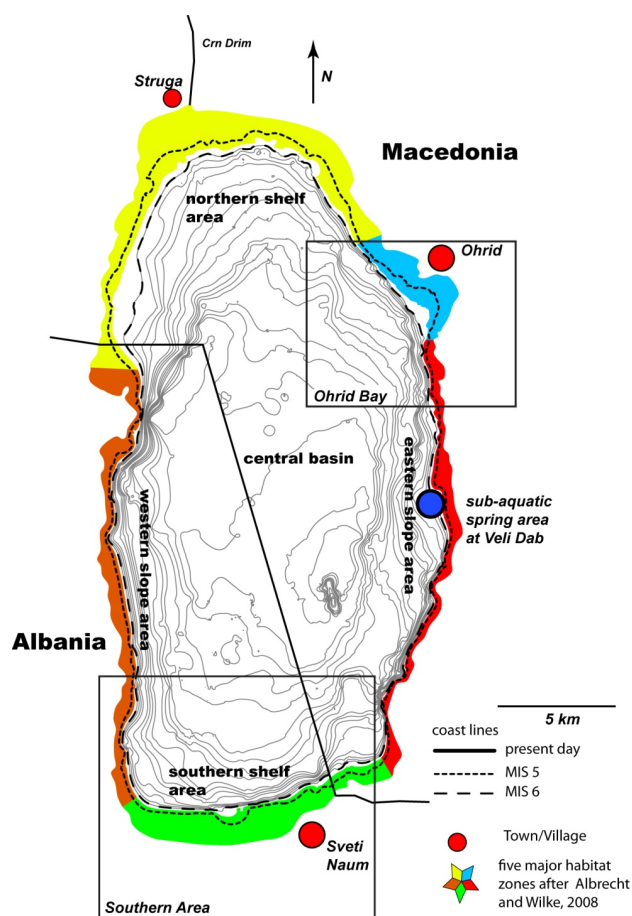 Crn Drim
Struga
N
Macedonia
northern shelf
area
Ohrid
Ohrid Bay
central basin
eastern slope area
western slope area
sub-aquatic
spring area
at Veli Dab
Albania
5 km
coast lines
present day
MIS 5
MIS 6
southern shelf
area
Sveti
Naum
Town/Village
five major habitat
zones after Albrecht
and Wilke, 2008
Southern Area